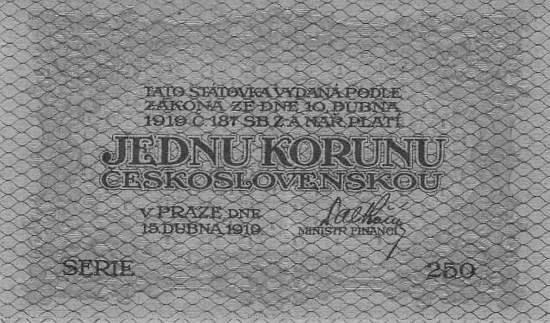 TATO STÁTOVKA VYDANÁ PODLE
ZÁKONA ZE DNE 10. DUBNA
1919 Č 187 SB. Z. A NAŘ. PLATÍ
JEDNU KORUNU
ČESKOSLOVENSKOU
V PRAZE DNE
15. DUBNA 1919.
MINISTR FINANCÍ
SERIE 250